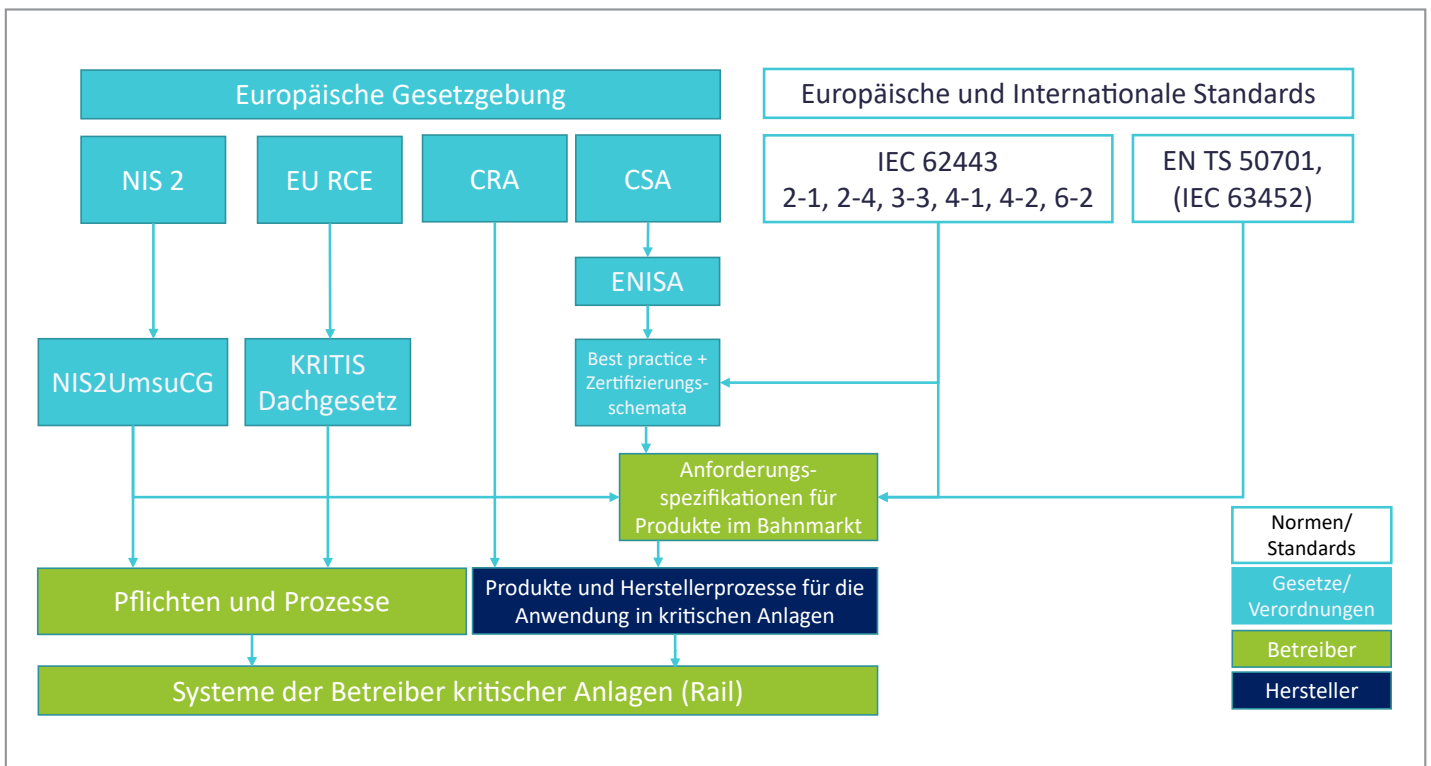 Europäische Gesetzgebung
Europäische und Internationale Standards
NIS 2
EU RCE
CRA
CSA
IEC 62443
2-1, 2-4, 3-3, 4-1, 4-2, 6-2
EN TS 50701,
(IEC 63452)
ENISA
NIS2UmsuCG
KRITIS
Dachgesetz
Best practice +
Zertifizierungs-
schemata
Anforderungs-
spezifikationen für
Produkte im Bahnmarkt
Pflichten und Prozesse
Produkte und Herstellerprozesse für die
Anwendung in kritischen Anlagen
Systeme der Betreiber kritischer Anlagen (Rail)
Normen/
Standards
Gesetze/
Verordnungen
Betreiber
Hersteller